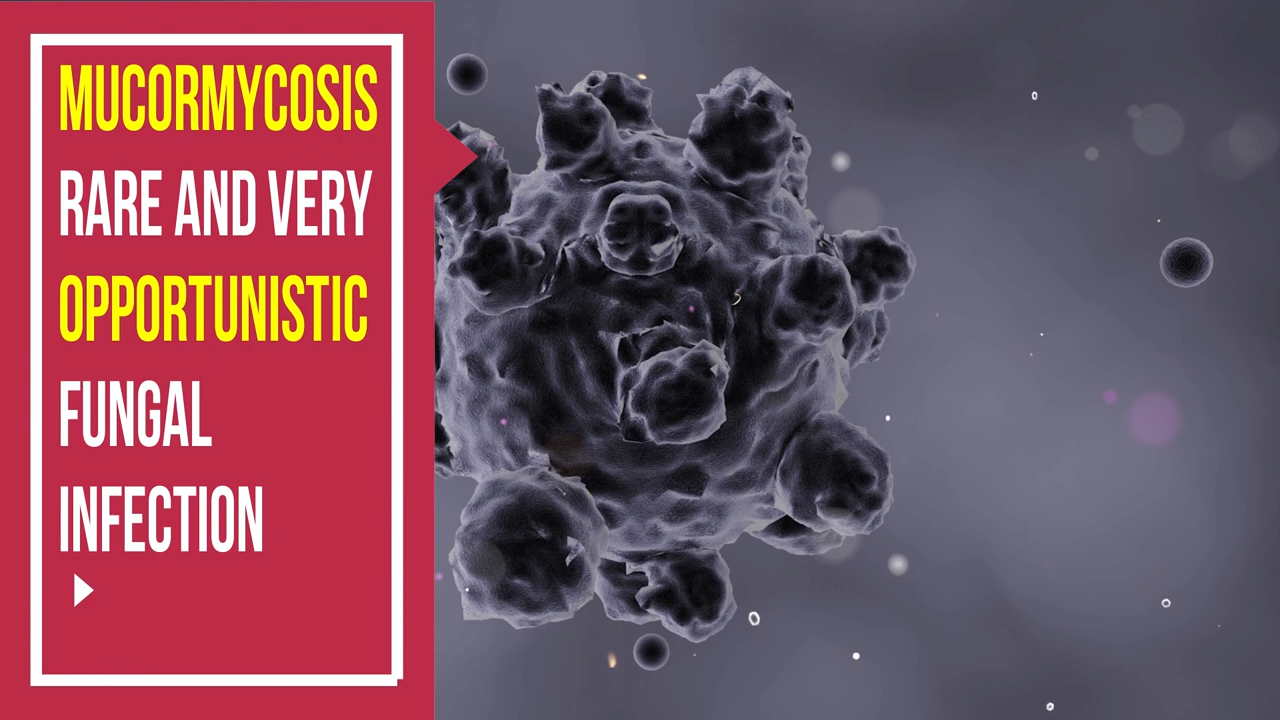 MUCORMYCOSIS
RARE AND VERY
OPPORTUNISTIC
FUNGAL
INFECTION